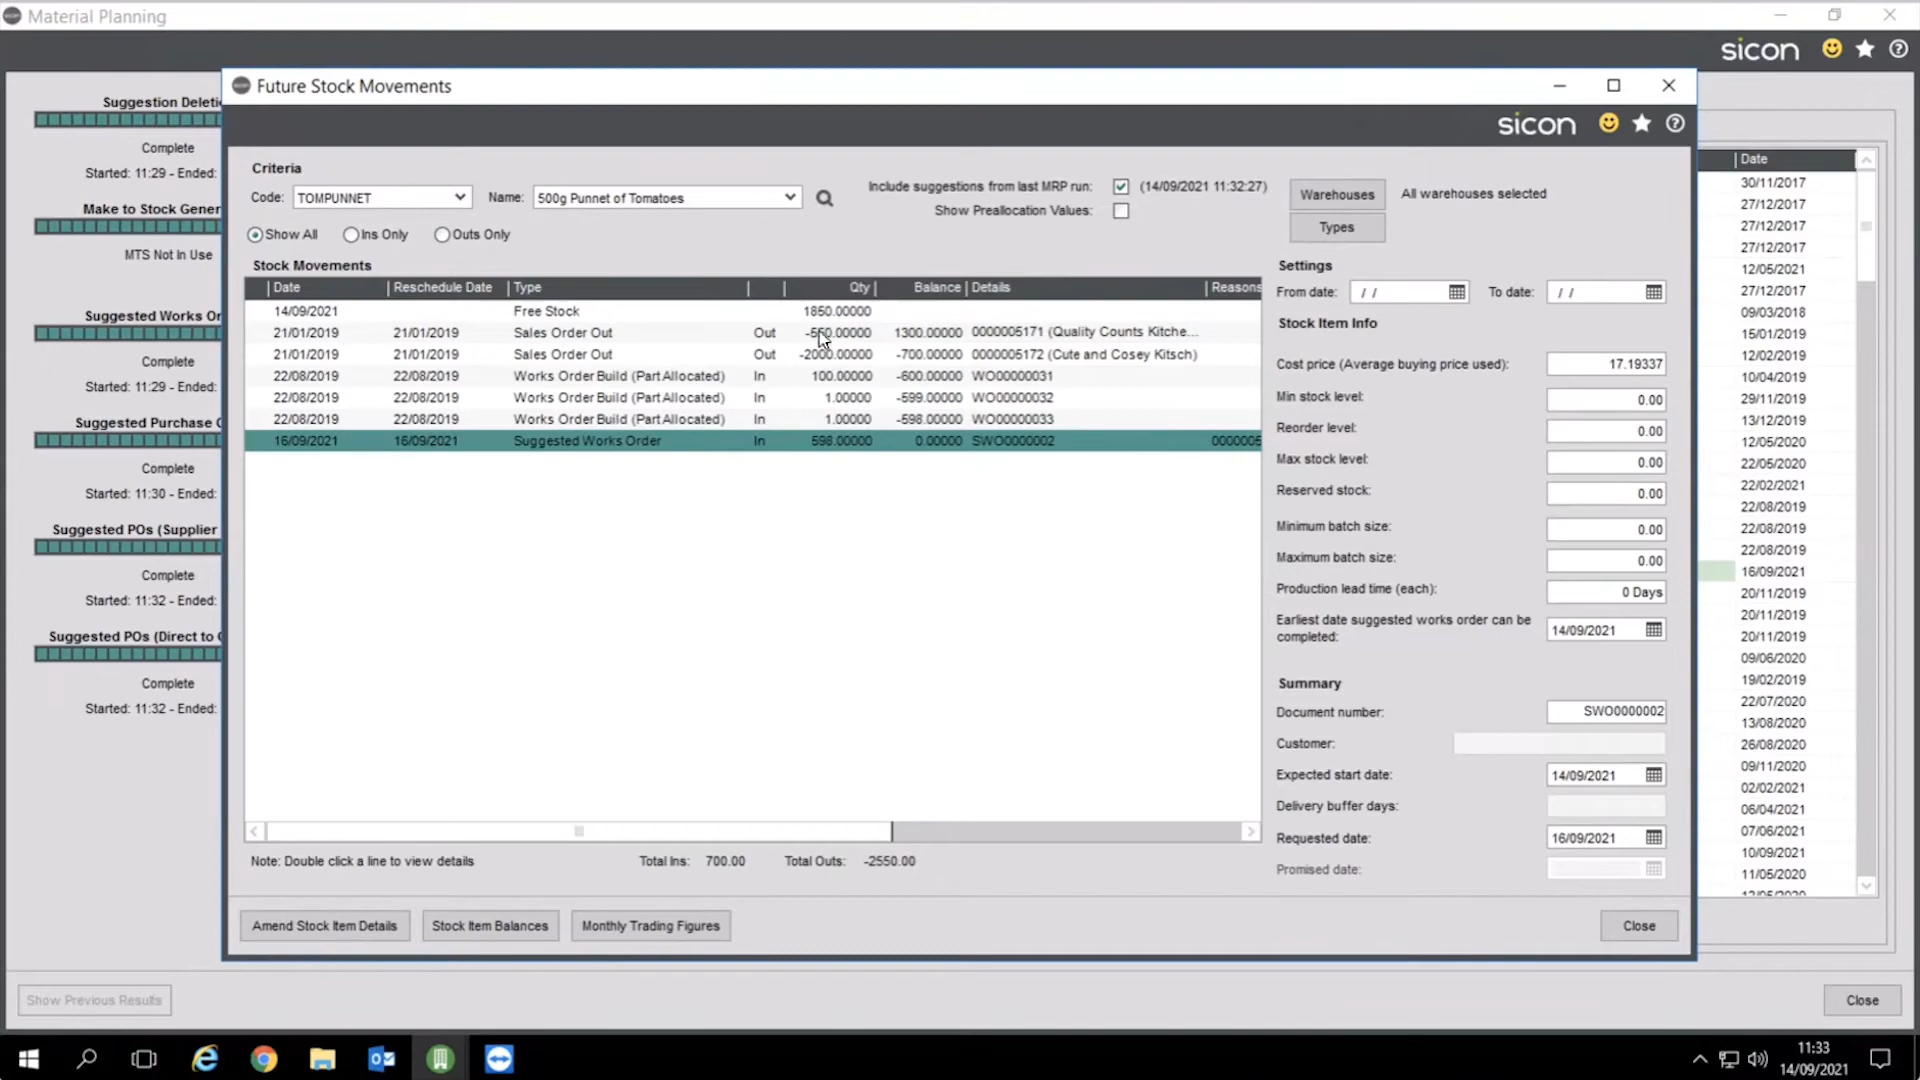 Material Planning
sicon
Suggestion Deleti
Complete
Started: 11:29 - Ended:
Make to Stock Gener
MTS Not In Use
Suggested Works Or
Complete
Started: 11:29 - Ended:
Suggested Purchase O
Complete
Started: 11:30 - Ended:
Suggested POs (Supplier
Complete
Started: 11:32 - Ended:
Suggested POs (Direct to C
Complete
Started: 11:32 - Ended:
Show Previous Results
Future Stock Movements
sicon
Criteria
Code: TOMPUNNET Name: 500g Punnet of Tomatoes
Include suggestions from last MRP run: (14/09/2021 11:32:27)
Show Preallocation Values:
Warehouses All warehouses selected
Types
Show All Ins Only Outs Only
Stock Movements
Date Reschedule Date Type Qty Balance Details Reasons
14/09/2021 Free Stock 1850.00000
21/01/2019 21/01/2019 Sales Order Out Out -550.00000 1300.00000 0000005171 (Quality Counts Kitche...
21/01/2019 21/01/2019 Sales Order Out Out -2000.00000 -700.00000 0000005172 (Cute and Cosey Kitsch)
22/08/2019 22/08/2019 Works Order Build (Part Allocated) In 100.00000 -600.00000 WO00000031
22/08/2019 22/08/2019 Works Order Build (Part Allocated) In 1.00000 -599.00000 WO00000032
22/08/2019 22/08/2019 Works Order Build (Part Allocated) In 1.00000 -598.00000 WO00000033
16/09/2021 16/09/2021 Suggested Works Order In 598.00000 0.00000 SWO0000002 0000005
Note: Double click a line to view details Total Ins: 700.00 Total Outs: -2550.00
Amend Stock Item Details Stock Item Balances Monthly Trading Figures
Settings
From date: / / To date: / /
Stock Item Info
Cost price (Average buying price used): 17.19337
Min stock level: 0.00
Reorder level: 0.00
Max stock level: 0.00
Reserved stock: 0.00
Minimum batch size: 0.00
Maximum batch size: 0.00
Production lead time (each): 0 Days
Earliest date suggested works order can be
completed: 14/09/2021
Summary
Document number: SWO0000002
Customer:
Expected start date: 14/09/2021
Delivery buffer days:
Requested date: 16/09/2021
Promised date:
Close
Date
30/11/2017
27/12/2017
27/12/2017
27/12/2017
12/05/2021
27/12/2017
09/03/2018
15/01/2019
12/02/2019
10/04/2019
29/11/2019
13/12/2019
12/05/2020
22/05/2020
22/02/2021
22/08/2019
22/08/2019
22/08/2019
16/09/2021
20/11/2019
20/11/2019
20/11/2019
09/06/2020
19/02/2019
22/07/2020
13/08/2020
26/08/2020
09/11/2020
02/02/2021
06/04/2021
07/06/2021
10/09/2021
11/05/2020
Close
11:33
14/09/2021